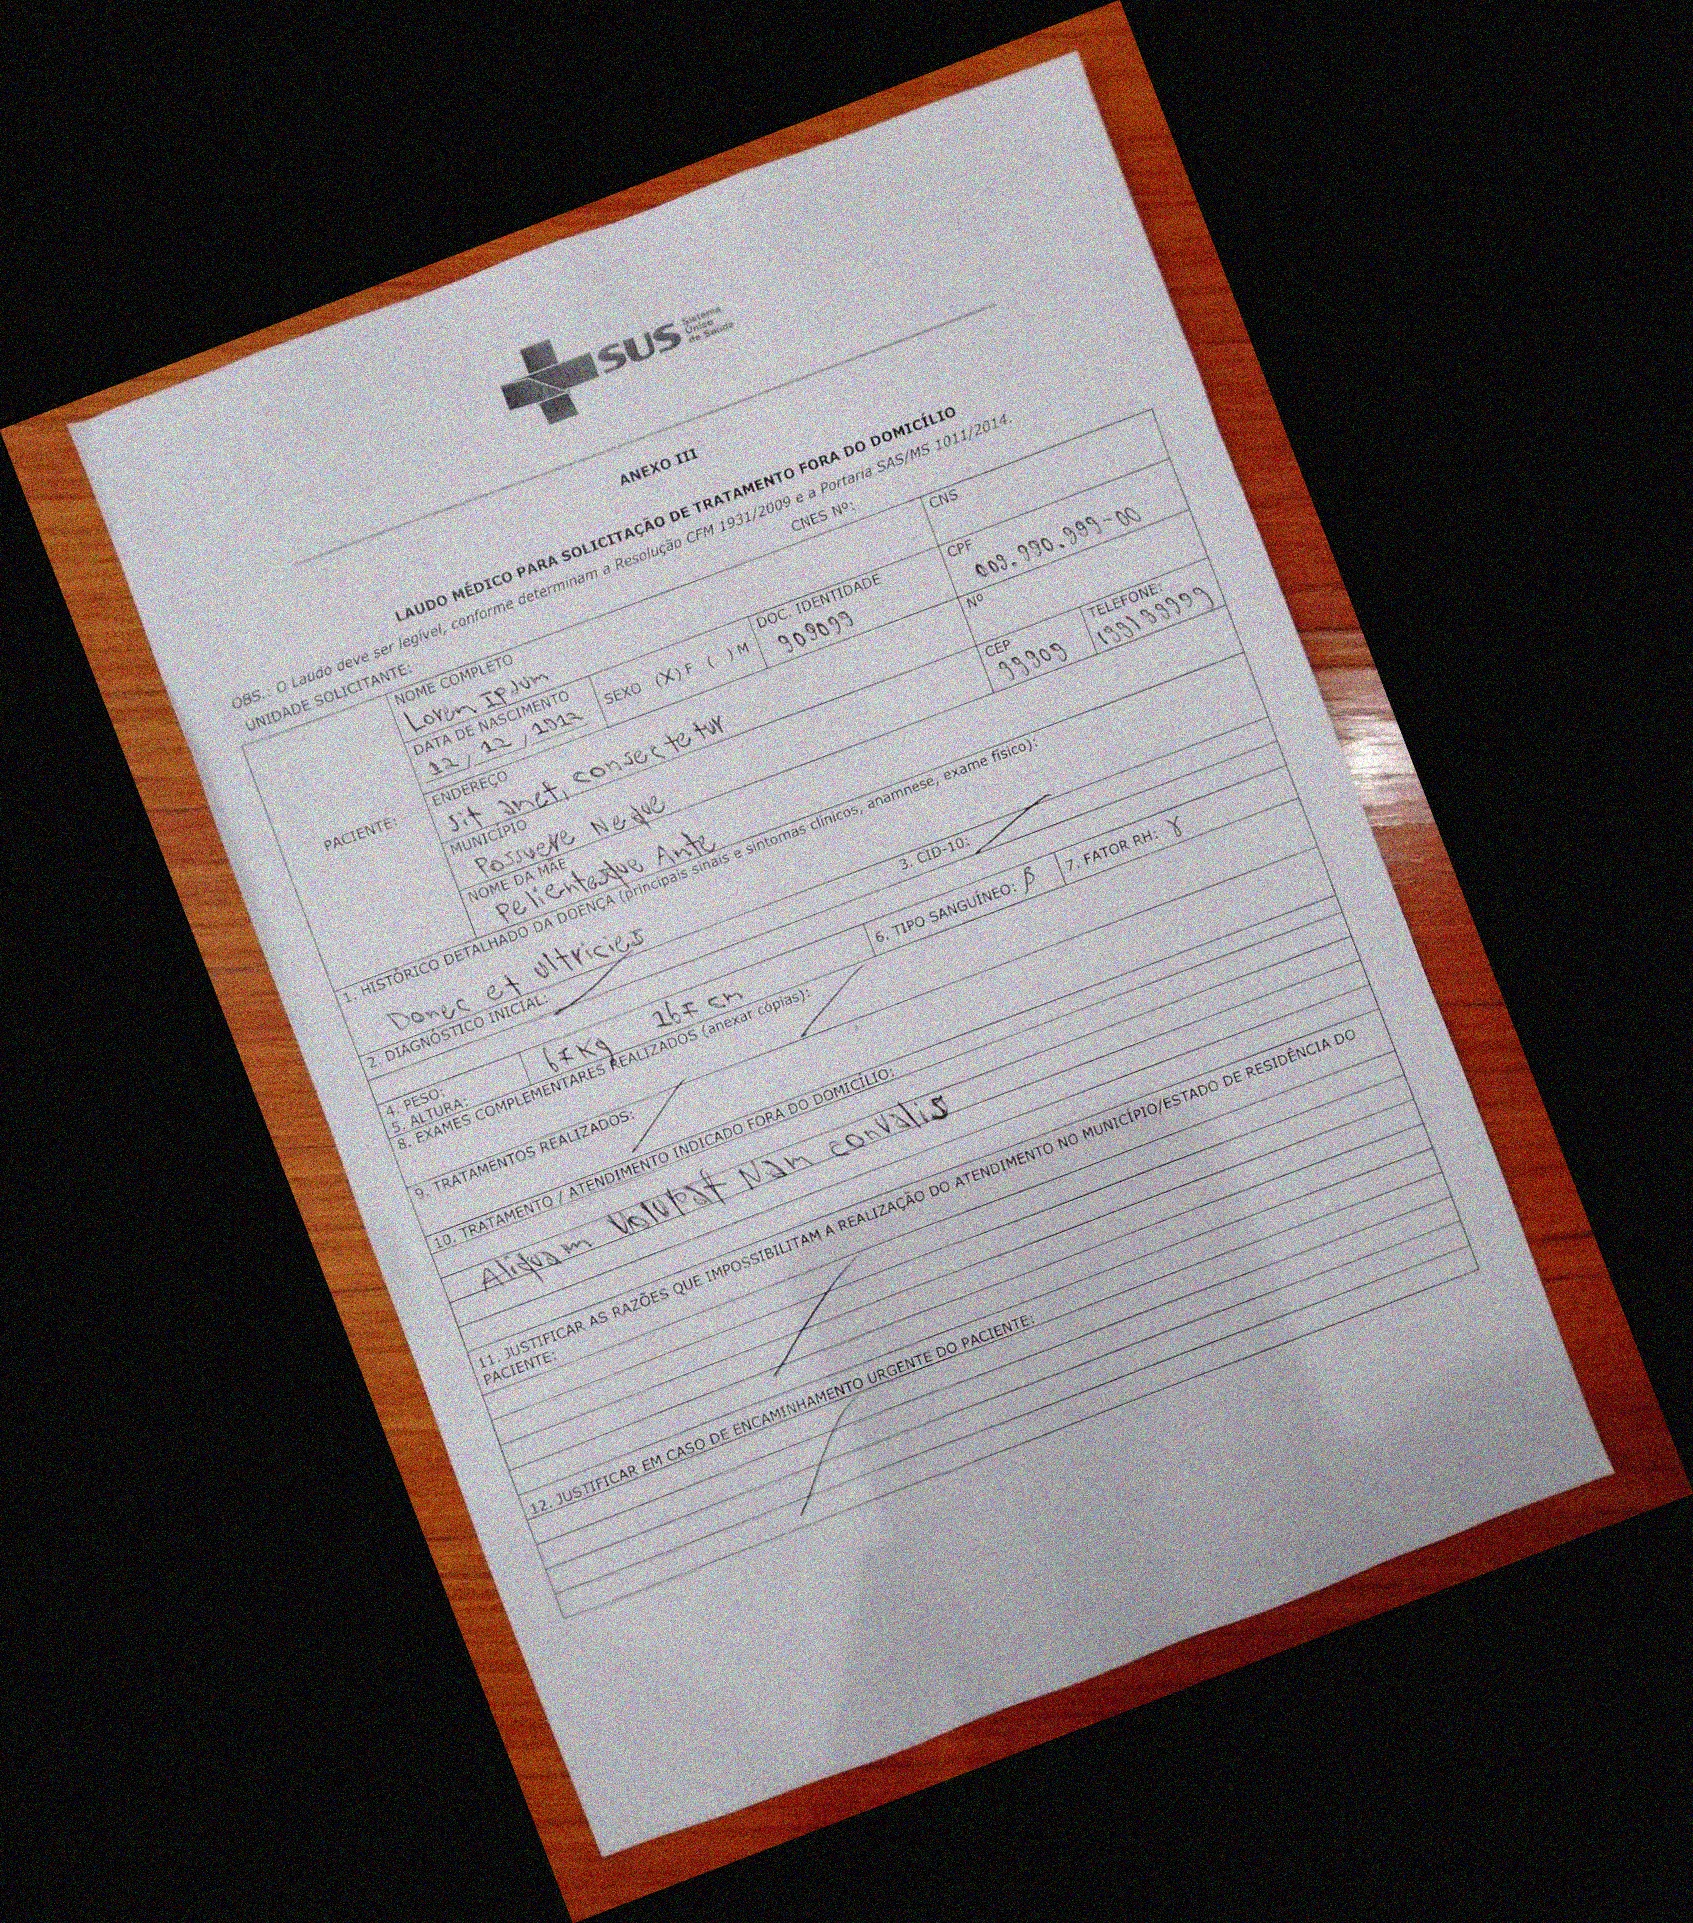 SUS Sistema
Único
de Saúde
ANEXO III
LAUDO MÉDICO PARA SOLICITAÇÃO DE TRATAMENTO FORA DO DOMICÍLIO
OBS.: O Laudo deve ser legível, conforme determinam a Resolução CFM 1931/2009 e a Portaria SAS/MS 1011/2014.
UNIDADE SOLICITANTE: CNES Nº:
PACIENTE:
NOME COMPLETO CNS
Lorem IPsum
DATA DE NASCIMENTO SEXO (X) F ( ) M DOC. IDENTIDADE CPF
12/12/1912 909099 009.990.999-00
ENDEREÇO Nº
sit amet, consectetur
MUNICÍPIO CEP TELEFONE:
Possuere Neque 99909 (99)99999
NOME DA MÃE
Pelientesque Ante
1. HISTÓRICO DETALHADO DA DOENÇA (principais sinais e sintomas clínicos, anamnese, exame físico):
Donec et ultricies
2. DIAGNÓSTICO INICIAL: 3. CID-10:
4. PESO: 6. TIPO SANGUÍNEO: β 7. FATOR RH: γ
5. ALTURA: kg cm
8. EXAMES COMPLEMENTARES REALIZADOS (anexar cópias):
9. TRATAMENTOS REALIZADOS:
10. TRATAMENTO / ATENDIMENTO INDICADO FORA DO DOMICÍLIO:
Aliquam Volutpat Nam convalis
11. JUSTIFICAR AS RAZÕES QUE IMPOSSIBILITAM A REALIZAÇÃO DO ATENDIMENTO NO MUNICÍPIO/ESTADO DE RESIDÊNCIA DO
PACIENTE:
12. JUSTIFICAR EM CASO DE ENCAMINHAMENTO URGENTE DO PACIENTE: